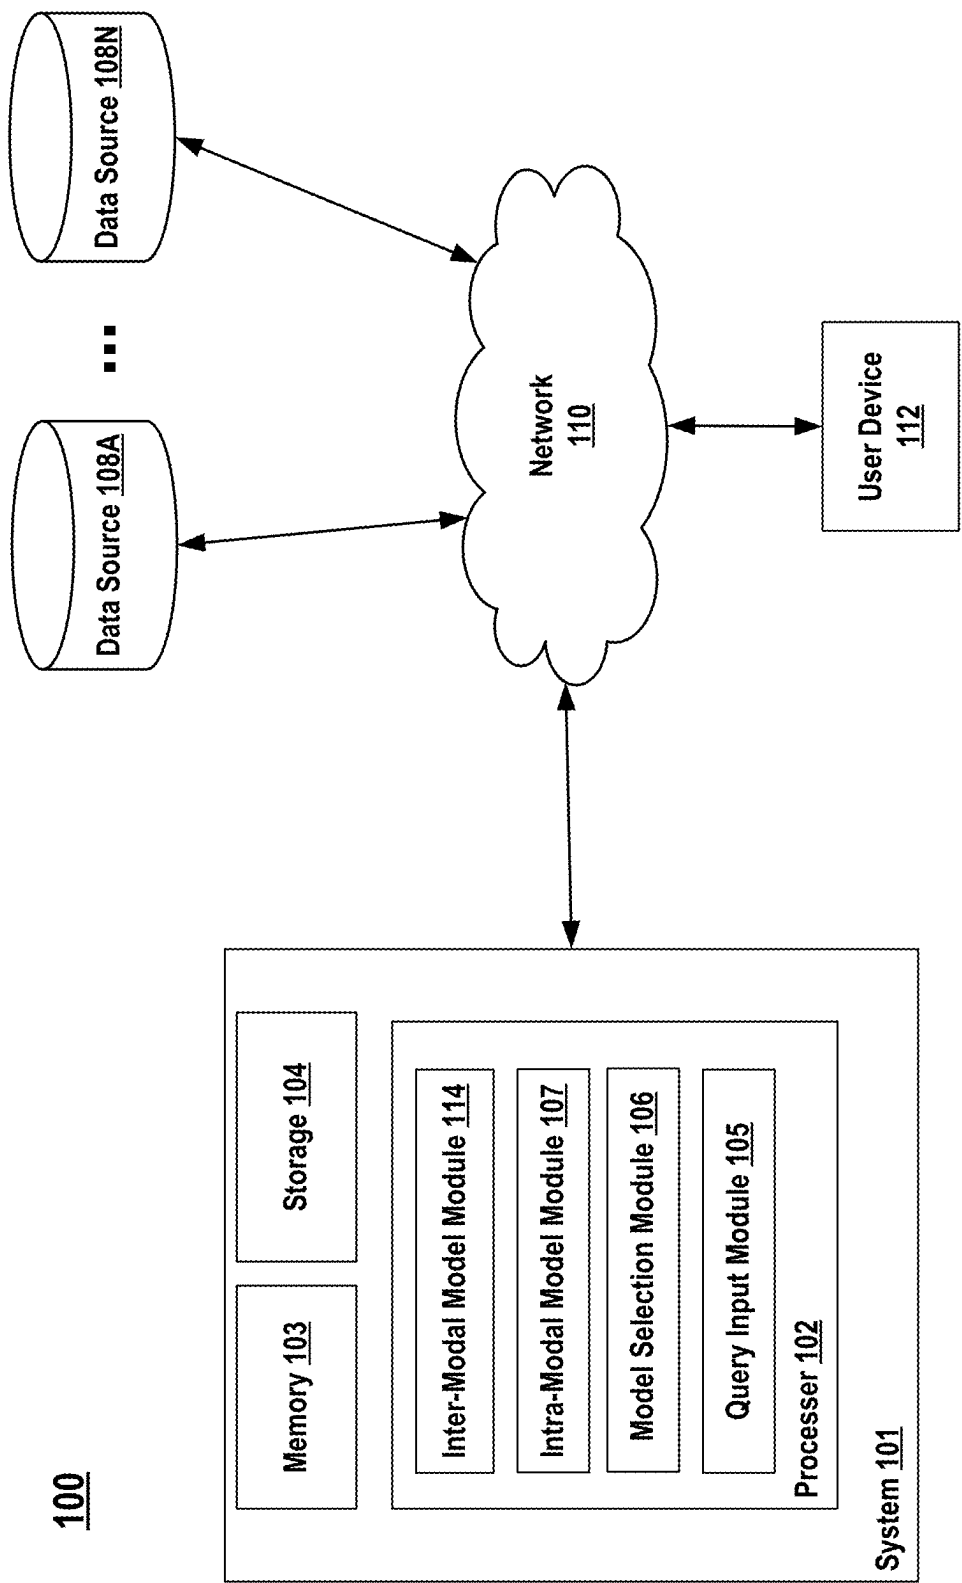 100
Memory 103
Storage 104
Inter-Modal Model Module 114
Intra-Modal Model Module 107
Model Selection Module 106
Query Input Module 105
Processer 102
System 101
Data Source 108A
...
Data Source 108N
Network
110
User Device
112